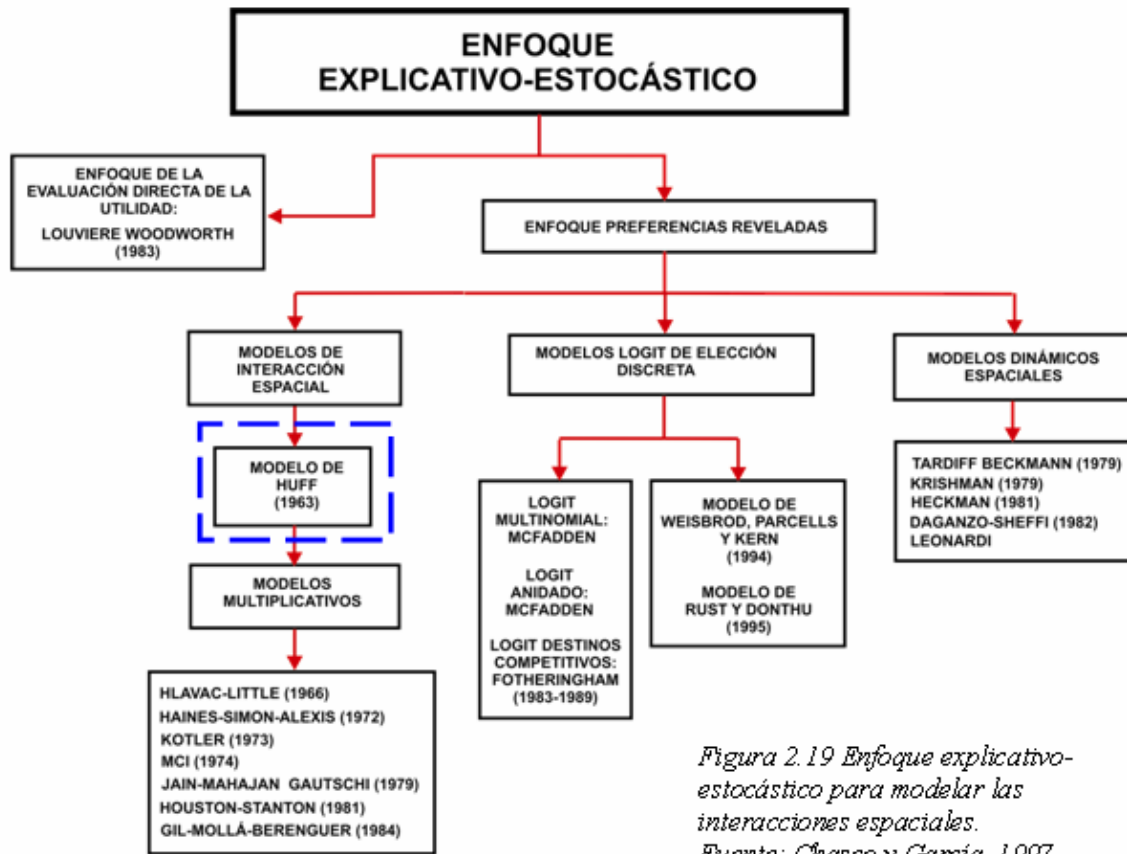 ENFOQUE
EXPLICATIVO-ESTOCÁSTICO
ENFOQUE DE LA
EVALUACIÓN DIRECTA DE LA
UTILIDAD:
LOUVIERE WOODWORTH
(1983)
ENFOQUE PREFERENCIAS REVELADAS
MODELOS DE
INTERACCIÓN
ESPACIAL
MODELOS LOGIT DE ELECCIÓN
DISCRETA
MODELOS DINÁMICOS
ESPACIALES
MODELO DE
HUFF
(1963)
MODELOS
MULTIPLICATIVOS
HLAVAC-LITTLE (1966)
HAINES-SIMON-ALEXIS (1972)
KOTLER (1973)
MCI (1974)
JAIN-MAHAJAN GAUTSCHI (1979)
HOUSTON-STANTON (1981)
GIL-MOLLÁ-BERENGUER (1984)
LOGIT
MULTINOMIAL:
MCFADDEN
LOGIT
ANIDADO:
MCFADDEN
LOGIT DESTINOS
COMPETITIVOS:
FOTHERINGHAM
(1983-1989)
MODELO DE
WEISBROD, PARCELLS
Y KERN
(1994)
MODELO DE
RUST Y DONTHU
(1995)
TARDIFF BECKMANN (1979)
KRISHMAN (1979)
HECKMAN (1981)
DAGANZO-SHEFFI (1982)
LEONARDI
Figura 2.19 Enfoque explicativo-
estocástico para modelar las
interacciones espaciales.
Fuente: Chasco y García, 1997